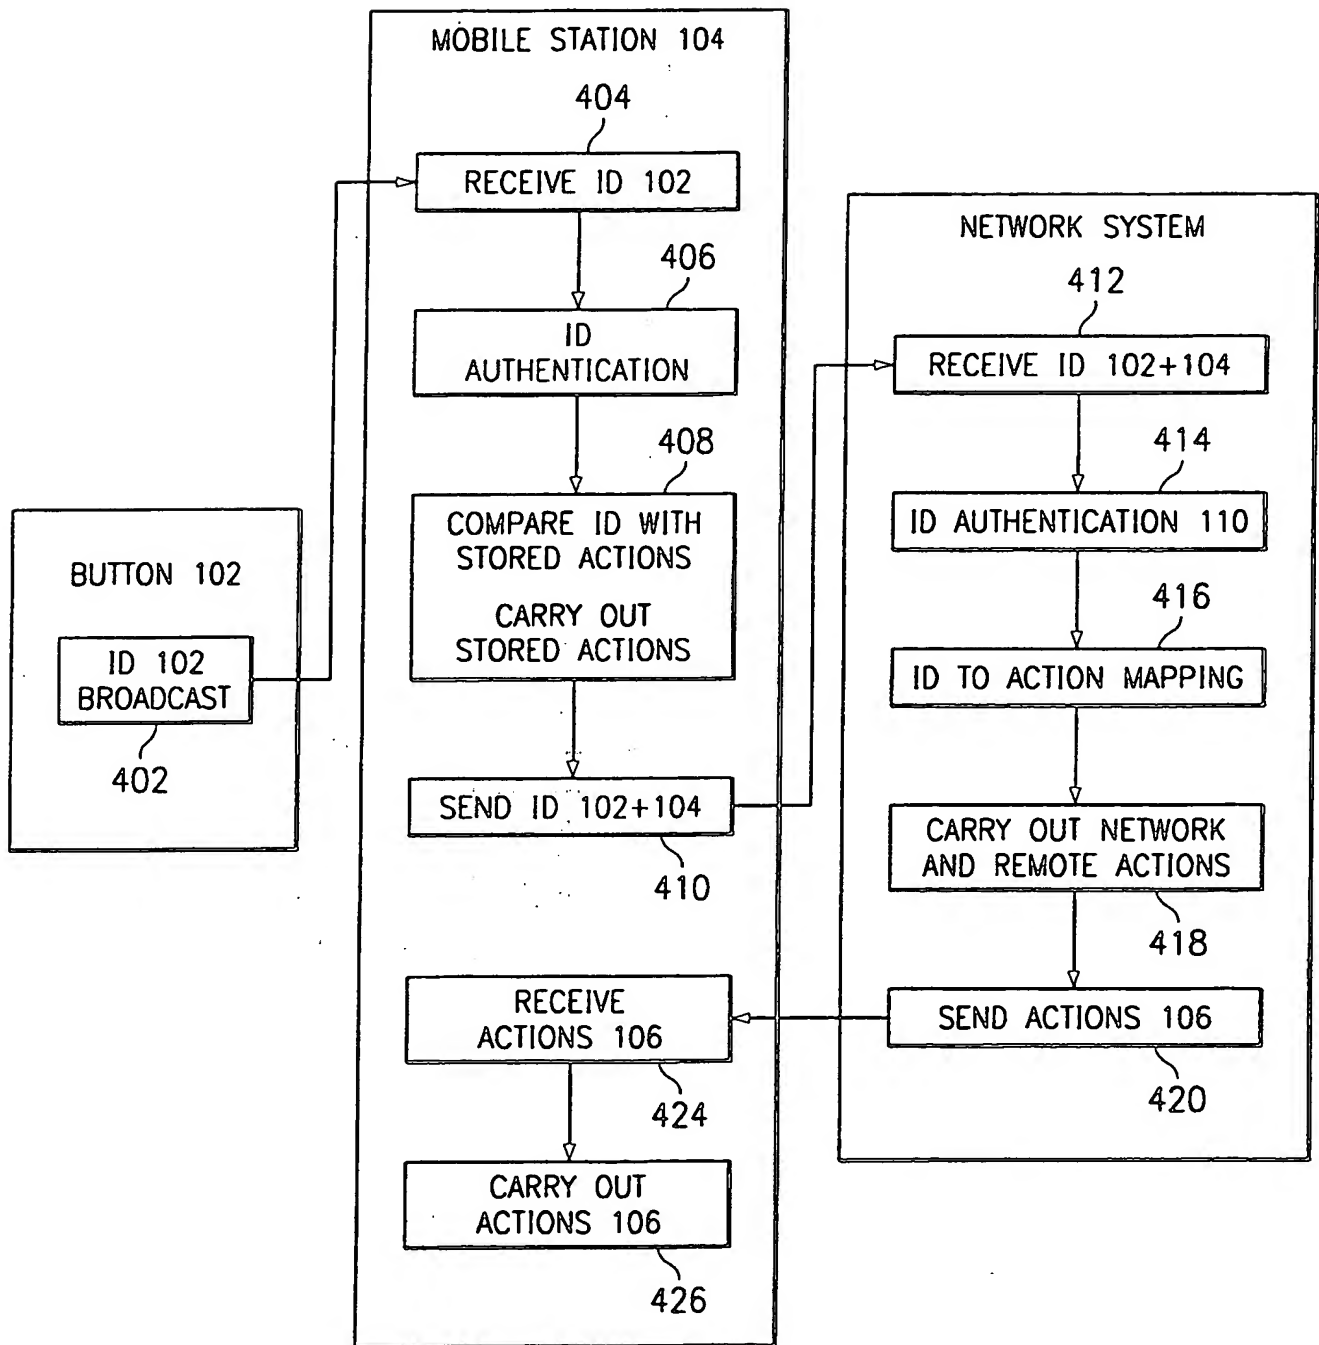 MOBILE STATION 104
404
RECEIVE ID 102
406
ID
AUTHENTICATION
408
COMPARE ID WITH
STORED ACTIONS
CARRY OUT
STORED ACTIONS
SEND ID 102+104
410
RECEIVE
ACTIONS 106
424
CARRY OUT
ACTIONS 106
426
BUTTON 102
ID 102
BROADCAST
402
NETWORK SYSTEM
412
RECEIVE ID 102+104
414
ID AUTHENTICATION 110
416
ID TO ACTION MAPPING
CARRY OUT NETWORK
AND REMOTE ACTIONS
418
SEND ACTIONS 106
420